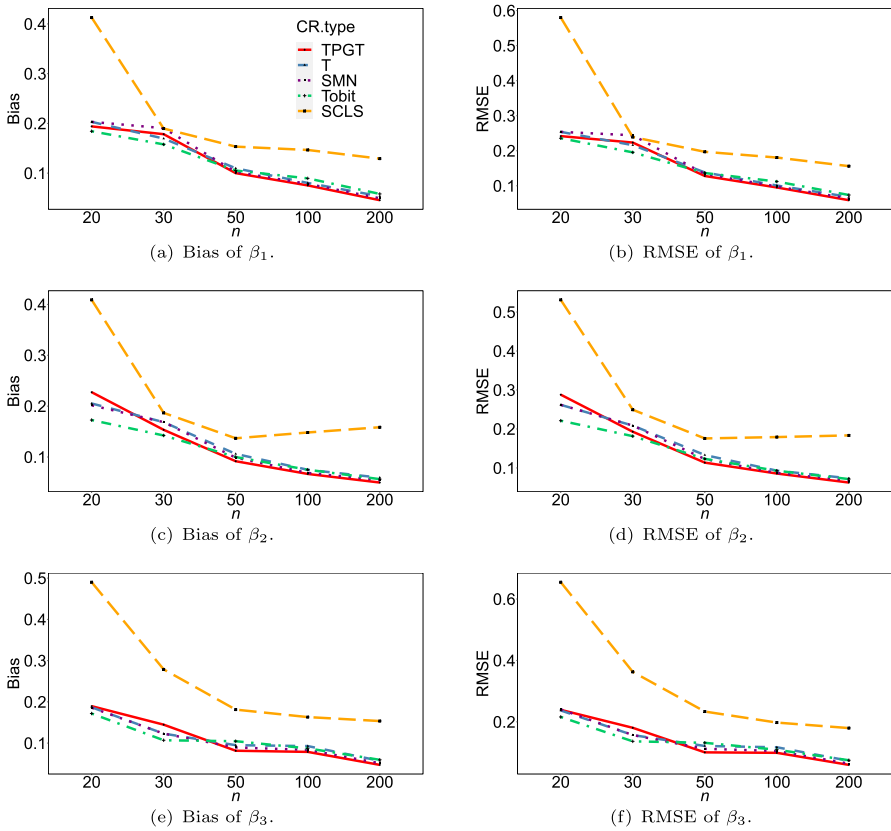 0.4
0.3
0.2
0.1
Bias
CR.type
TPGT
T
SMN
Tobit
SCLS
20 30 50 100 200
n
(a) Bias of β₁.
0.6
0.5
0.4
0.3
0.2
0.1
RMSE
20 30 50 100 200
n
(b) RMSE of β₁.
0.4
0.3
0.2
0.1
Bias
20 30 50 100 200
n
(c) Bias of β₂.
0.5
0.4
0.3
0.2
0.1
RMSE
20 30 50 100 200
n
(d) RMSE of β₂.
0.5
0.4
0.3
0.2
0.1
Bias
20 30 50 100 200
n
(e) Bias of β₃.
0.6
0.4
0.2
RMSE
20 30 50 100 200
n
(f) RMSE of β₃.